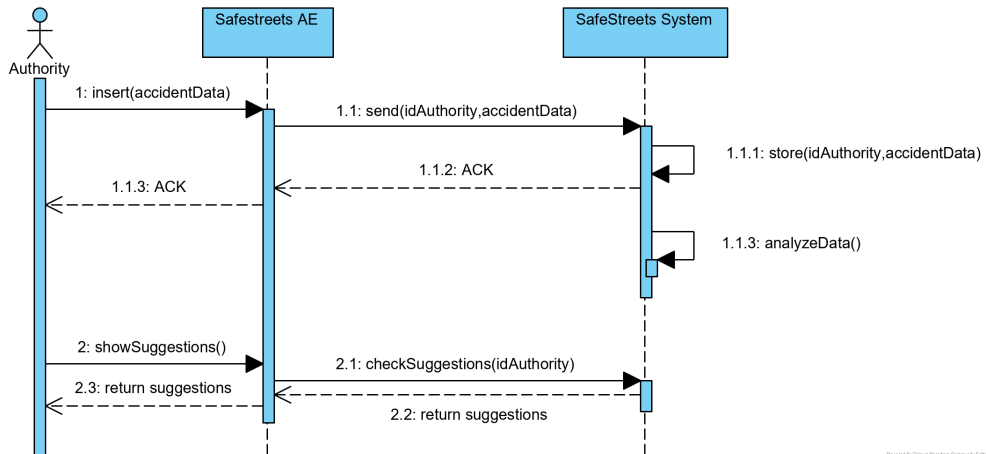 Safestreets AE
SafeStreets System
Authority
1: insert(accidentData)
1.1: send(idAuthority,accidentData)
1.1.1: store(idAuthority,accidentData)
1.1.2: ACK
1.1.3: ACK
1.1.3: analyzeData()
2: showSuggestions()
2.1: checkSuggestions(idAuthority)
2.3: return suggestions
2.2: return suggestions